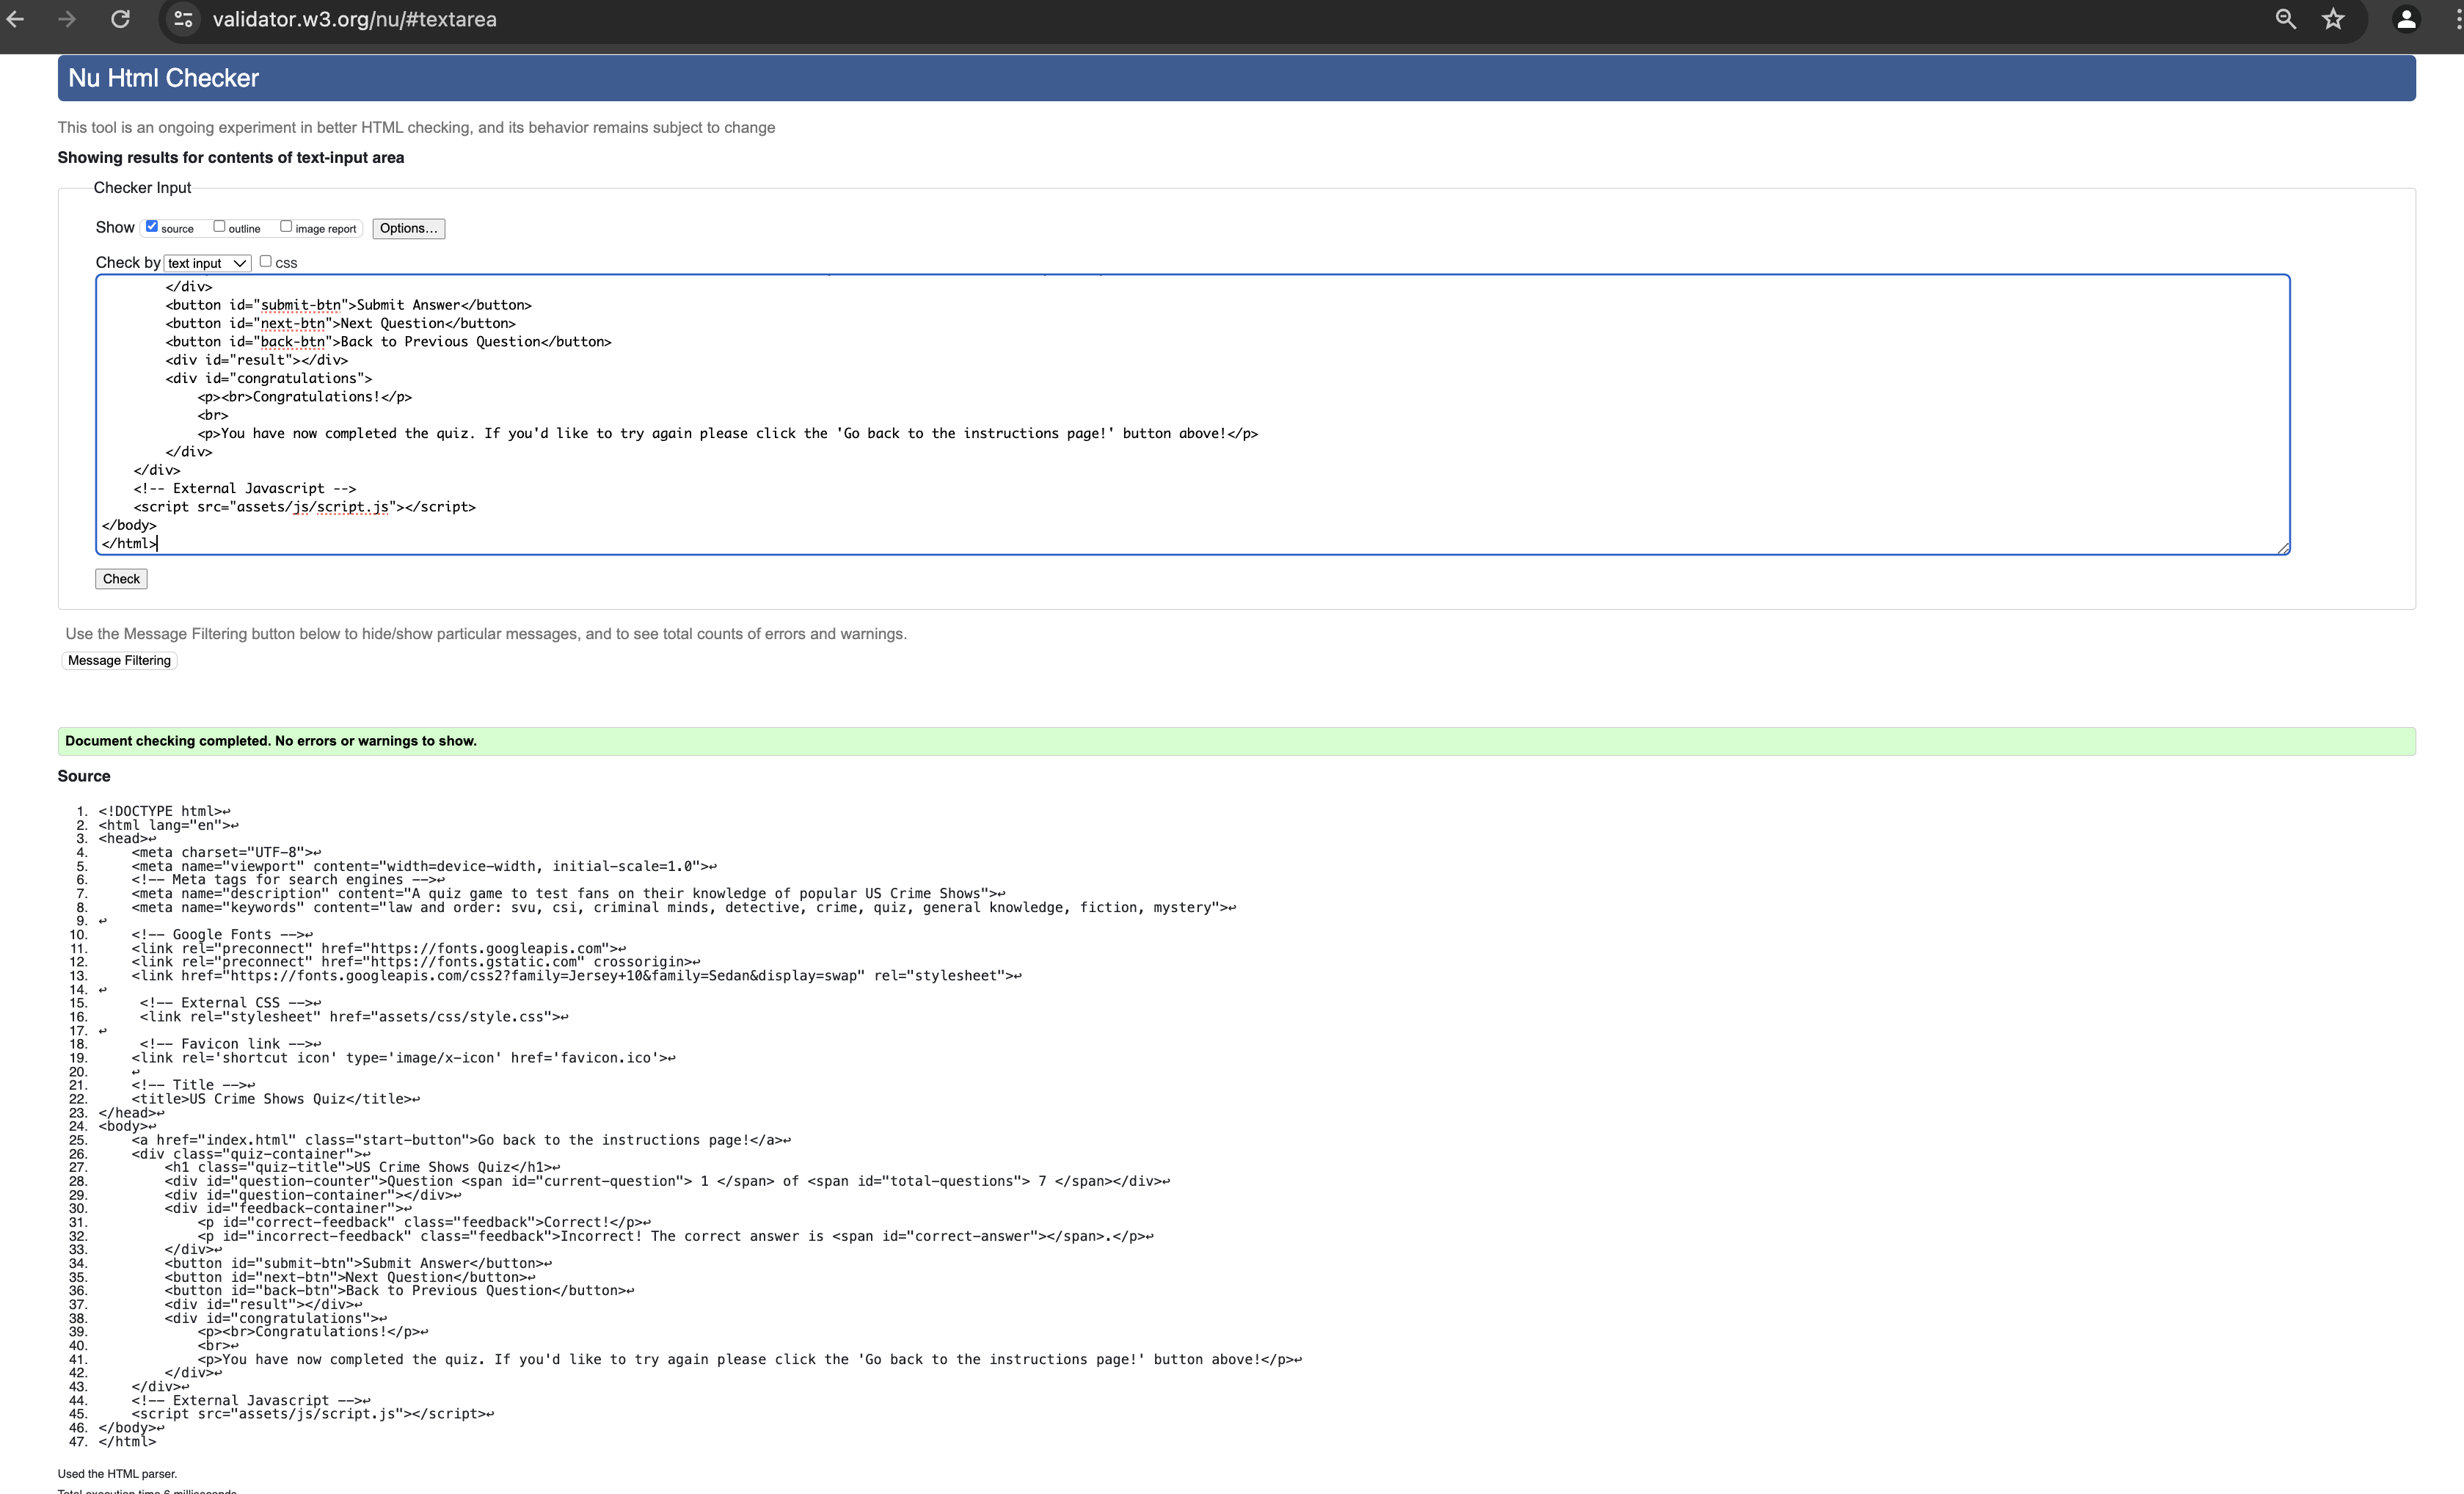 validator.w3.org/nu/#textarea
Nu Html Checker
This tool is an ongoing experiment in better HTML checking, and its behavior remains subject to change
Showing results for contents of text-input area
Checker Input
Show source outline image report Options...
Check by text input CSS
        </div>
        <button id="submit-btn">Submit Answer</button>
        <button id="next-btn">Next Question</button>
        <button id="back-btn">Back to Previous Question</button>
        <div id="result"></div>
        <div id="congratulations">
            <p><br>Congratulations!</p>
            <br>
            <p>You have now completed the quiz. If you'd like to try again please click the 'Go back to the instructions page!' button above!</p>
        </div>
    </div>
    <!-- External Javascript -->
    <script src="assets/js/script.js"></script>
</body>
</html>
Check
Use the Message Filtering button below to hide/show particular messages, and to see total counts of errors and warnings.
Message Filtering
Document checking completed. No errors or warnings to show.
Source
1. <!DOCTYPE html>↩
2. <html lang="en">↩
3. <head>↩
4.     <meta charset="UTF-8">↩
5.     <meta name="viewport" content="width=device-width, initial-scale=1.0">↩
6.     <!-- Meta tags for search engines -->↩
7.     <meta name="description" content="A quiz game to test fans on their knowledge of popular US Crime Shows">↩
8.     <meta name="keywords" content="law and order: svu, csi, criminal minds, detective, crime, quiz, general knowledge, fiction, mystery">↩
9. ↩
10.     <!-- Google Fonts -->↩
11.     <link rel="preconnect" href="https://fonts.googleapis.com">↩
12.     <link rel="preconnect" href="https://fonts.gstatic.com" crossorigin>↩
13.     <link href="https://fonts.googleapis.com/css2?family=Jersey+10&family=Sedan&display=swap" rel="stylesheet">↩
14. ↩
15.      <!-- External CSS -->↩
16.      <link rel="stylesheet" href="assets/css/style.css">↩
17. ↩
18.      <!-- Favicon link -->↩
19.     <link rel='shortcut icon' type='image/x-icon' href='favicon.ico'>↩
20.     ↩
21.     <!-- Title -->↩
22.     <title>US Crime Shows Quiz</title>↩
23. </head>↩
24. <body>↩
25.     <a href="index.html" class="start-button">Go back to the instructions page!</a>↩
26.     <div class="quiz-container">↩
27.         <h1 class="quiz-title">US Crime Shows Quiz</h1>↩
28.         <div id="question-counter">Question <span id="current-question"> 1 </span> of <span id="total-questions"> 7 </span></div>↩
29.         <div id="question-container"></div>↩
30.         <div id="feedback-container">↩
31.             <p id="correct-feedback" class="feedback">Correct!</p>↩
32.             <p id="incorrect-feedback" class="feedback">Incorrect! The correct answer is <span id="correct-answer"></span>.</p>↩
33.         </div>↩
34.         <button id="submit-btn">Submit Answer</button>↩
35.         <button id="next-btn">Next Question</button>↩
36.         <button id="back-btn">Back to Previous Question</button>↩
37.         <div id="result"></div>↩
38.         <div id="congratulations">↩
39.             <p><br>Congratulations!</p>↩
40.             <br>↩
41.             <p>You have now completed the quiz. If you'd like to try again please click the 'Go back to the instructions page!' button above!</p>↩
42.         </div>↩
43.     </div>↩
44.     <!-- External Javascript -->↩
45.     <script src="assets/js/script.js"></script>↩
46. </body>↩
47. </html>
Used the HTML parser.
Total execution time 6 milliseconds.